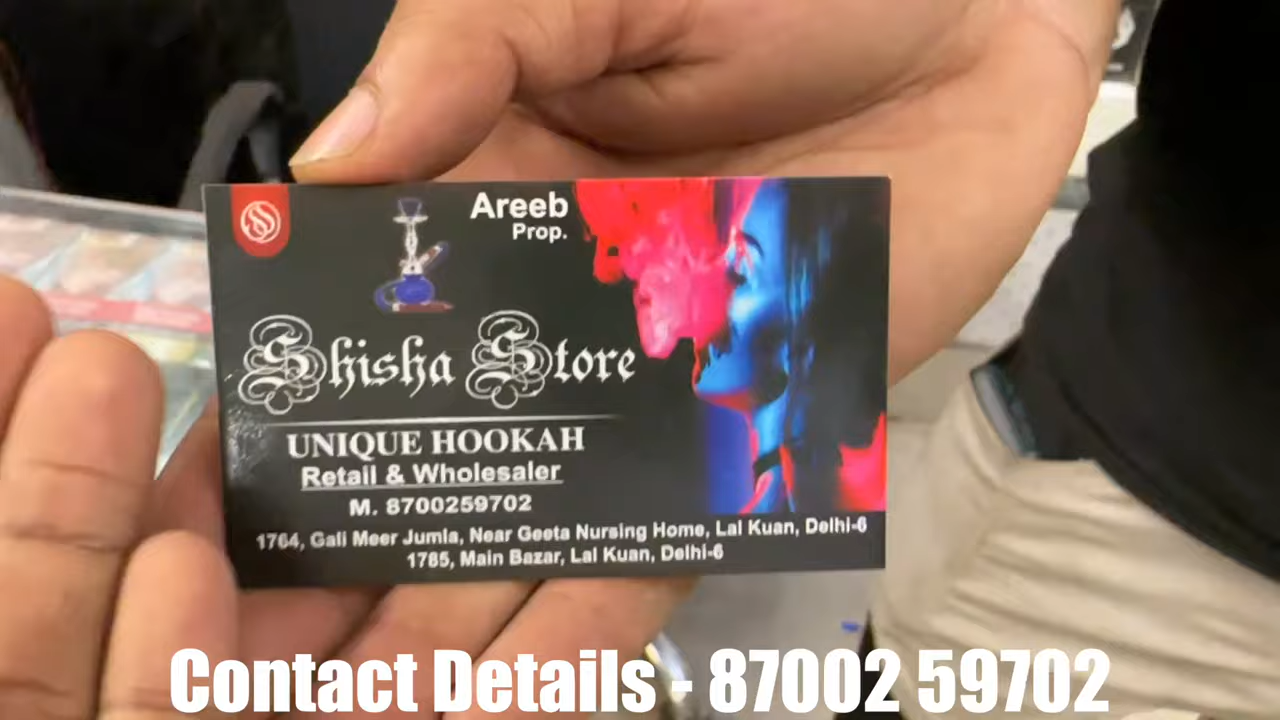 Areeb
Prop.
Shisha Store
UNIQUE HOOKAH
Retail & Wholesaler
M. 8700259702
1764, Gali Meer Jumla, Near Geeta Nursing Home, Lal Kuan, Delhi-6
1765, Main Bazar, Lal Kuan, Delhi-6
Contact Details - 87002 59702